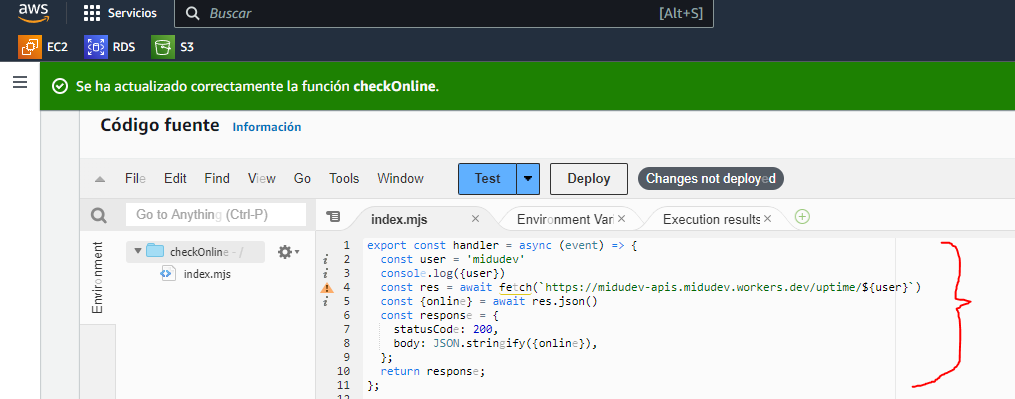 aws Servicios Buscar [Alt+S]
EC2 RDS S3
Se ha actualizado correctamente la función checkOnline.
Código fuente Información
File Edit Find View Go Tools Window Test Deploy Changes not deployed
Go to Anything (Ctrl-P) index.mjs Environment Vari Execution results
Environment
checkOnline - /
index.mjs
1 export const handler = async (event) => {
2 const user = 'midudev'
3 console.log({user})
4 const res = await fetch(`https://midudev-apis.midudev.workers.dev/uptime/${user}`)
5 const {online} = await res.json()
6 const response = {
7 statusCode: 200,
8 body: JSON.stringify({online}),
9 };
10 return response;
11 };